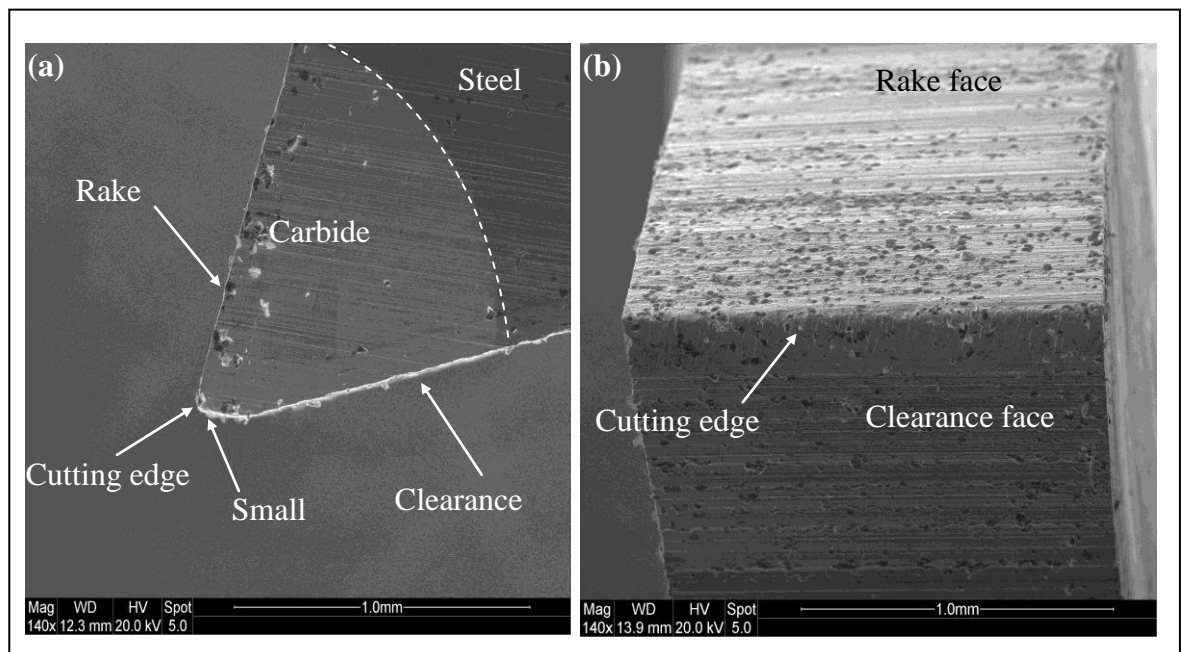 (a)
Steel
Rake
Carbide
Cutting edge
Small
Clearance
Mag WD HV Spot
140x 12.3 mm 20.0 kV 5.0
1.0mm
(b)
Rake face
Cutting edge
Clearance face
Mag WD HV Spot
140x 13.9 mm 20.0 kV 5.0
1.0mm